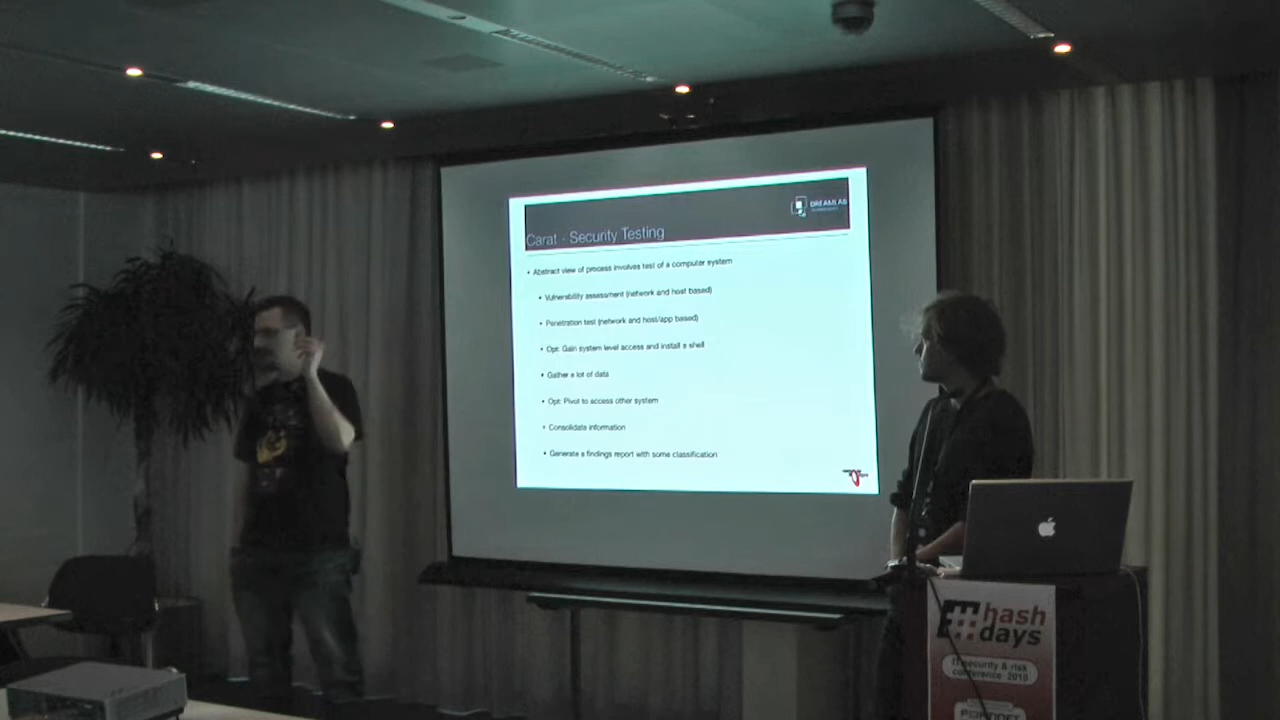 DREAMLAB
Carat - Security Testing
• Abstract view of process involves test of a computer system
• Vulnerability assessment (network and host based)
• Penetration test (network and host/app based)
• Opt: Gain system level access and install a shell
• Gather a lot of data
• Opt: Pivot to access other system
• Consolidate information
• Generate a findings report with some classification
# hash
days
IT security & risk
conference 2010
FORTINET